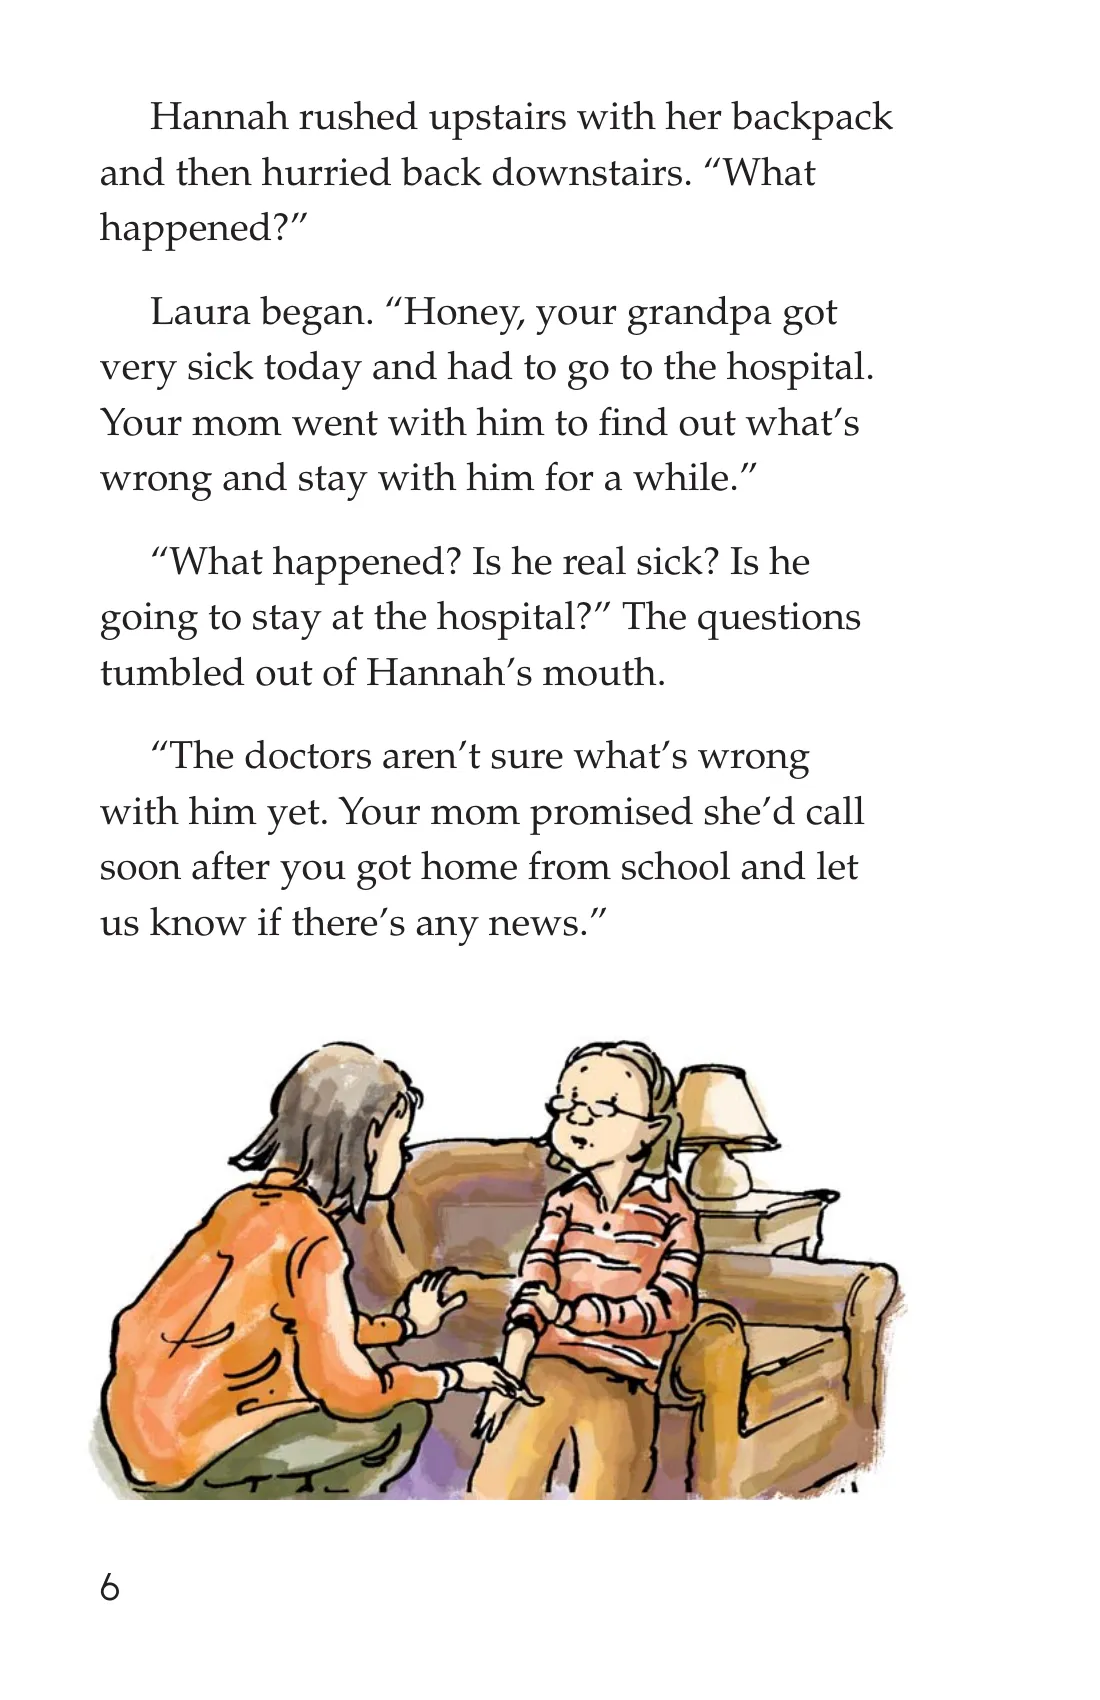 Hannah rushed upstairs with her backpack
and then hurried back downstairs. “What
happened?”
Laura began. “Honey, your grandpa got
very sick today and had to go to the hospital.
Your mom went with him to find out what’s
wrong and stay with him for a while.”
“What happened? Is he real sick? Is he
going to stay at the hospital?” The questions
tumbled out of Hannah’s mouth.
“The doctors aren’t sure what’s wrong
with him yet. Your mom promised she’d call
soon after you got home from school and let
us know if there’s any news.”
6